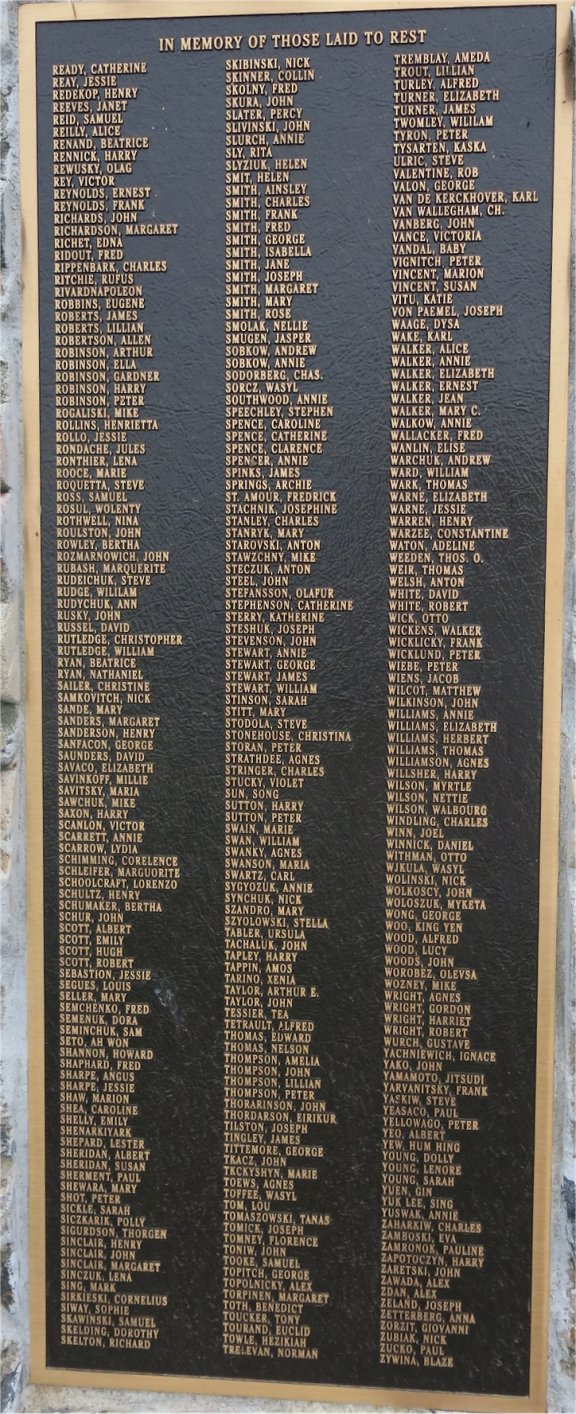 IN MEMORY OF THOSE LAID TO REST
READY, CATHERINE
REAY, JESSIE
REDEKOP, HENRY
REEVES, JANET
REID, SAMUEL
REILLY, ALICE
RENAND, BEATRICE
RENNICK, HARRY
REWUSKY, OLAG
REY, VICTOR
REYNOLDS, ERNEST
REYNOLDS, FRANK
RICHARDS, JOHN
RICHARDSON, MARGARET
RICHET, EDNA
RIDOUT, FRED
RIPPENBARK, CHARLES
RITCHIE, RUFUS
RIVARDNAPOLEON
ROBBINS, EUGENE
ROBERTS, JAMES
ROBERTS, LILLIAN
ROBERTSON, ALLEN
ROBINSON, ARTHUR
ROBINSON, ELLA
ROBINSON, GARDNER
ROBINSON, HARRY
ROBINSON, PETER
ROGALISKI, MIKE
ROLLINS, HENRIETTA
ROLLO, JESSIE
RONDACHE, JULES
RONTHIER, LENA
ROOCE, MARIE
ROQUETTA, STEVE
ROSS, SAMUEL
ROSUL, WOLENTY
ROTHWELL, NINA
ROULSTON, JOHN
ROWLEY, BERTHA
ROZMARNOWICH, JOHN
RUBASH, MARQUERITE
RUDEICHUK, STEVE
RUDGE, WILILAM
RUDYCHUK, ANN
RUSKY, JOHN
RUSSEL, DAVID
RUTLEDGE, CHRISTOPHER
RUTLEDGE, WILLIAM
RYAN, BEATRICE
RYAN, NATHANIEL
SAILER, CHRISTINE
SAMKOVITCH, NICK
SANDE, MARY
SANDERS, MARGARET
SANDERSON, HENRY
SANFACON, GEORGE
SAUNDERS, DAVID
SAVACO, ELIZABETH
SAVINKOFF, MILLIE
SAVITSKY, MARIA
SAWCHUK, MIKE
SAXON, HARRY
SCANLON, VICTOR
SCARRETT, ANNIE
SCARROW, LYDIA
SCHIMMING, CORELENCE
SCHLEIFER, MARGUORITE
SCHOOLCRAFT, LORENZO
SCHULTZ, HENRY
SCHUMAKER, BERTHA
SCHUR, JOHN
SCOTT, ALBERT
SCOTT, EMILY
SCOTT, HUGH
SCOTT, ROBERT
SEBASTION, JESSIE
SEGUES, LOUIS
SELLER, MARY
SEMCHENKO, FRED
SEMENUK, DORA
SEMINCHUK, SAM
SETO, AH WON
SHANNON, HOWARD
SHAPHARD, FRED
SHARPE, ANGUS
SHARPE, JESSIE
SHAW, MARION
SHEA, CAROLINE
SHELLY, EMILY
SHENARKIYARK
SHEPARD, LESTER
SHERIDAN, ALBERT
SHERIDAN, SUSAN
SHERMENT, PAUL
SHEWARA, MARY
SHOT, PETER
SICKLE, SARAH
SICZKARIK, POLLY
SIGURDSON, THORGEN
SINCLAIR, HENRY
SINCLAIR, JOHN
SINCLAIR, MARGARET
SINCZUK, LENA
SING, MARK
SIRKIESKI, CORNELIUS
SIWAY, SOPHIE
SKAWINSKI, SAMUEL
SKELDING, DOROTHY
SKELTON, RICHARD
SKIBINSKI, NICK
SKINNER, COLLIN
SKOLNY, FRED
SKURA, JOHN
SLATER, PERCY
SLIVINSKI, JOHN
SLURCH, ANNIE
SLY, RITA
SLYZIUK, HELEN
SMIT, HELEN
SMITH, AINSLEY
SMITH, CHARLES
SMITH, FRANK
SMITH, FRED
SMITH, GEORGE
SMITH, ISABELLA
SMITH, JANE
SMITH, JOSEPH
SMITH, MARGARET
SMITH, MARY
SMITH, ROSE
SMOLAK, NELLIE
SMUGEN, JASPER
SOBKOW, ANDREW
SOBKOW, ANNIE
SODORBERG, CHAS.
SORCZ, WASYL
SOUTHWOOD, ANNIE
SPEECHLEY, STEPHEN
SPENCE, CAROLINE
SPENCE, CATHERINE
SPENCE, CLARENCE
SPENCER, ANNIE
SPINKS, JAMES
SPRINGS, ARCHIE
ST. AMOUR, FREDRICK
STACHNIK, JOSEPHINE
STANLEY, CHARLES
STANRYK, MARY
STAROVSKI, ANTON
STAWZCHNY, MIKE
STECZUK, ANTON
STEEL, JOHN
STEFANSSON, OLAFUR
STEPHENSON, CATHERINE
STERRY, KATHERINE
STESHUK, JOSEPH
STEVENSON, JOHN
STEWART, ANNIE
STEWART, GEORGE
STEWART, JAMES
STEWART, WILLIAM
STINSON, SARAH
STITT, MARY
STODOLA, STEVE
STONEHOUSE, CHRISTINA
STORAN, PETER
STRATHDEE, AGNES
STRINGER, CHARLES
STUCKY, VIOLET
SUN, SONG
SUTTON, HARRY
SUTTON, PETER
SWAIN, MARIE
SWAN, WILLIAM
SWANKY, AGNES
SWANSON, MARIA
SWARTZ, CARL
SYGYOZUK, ANNIE
SYNCHUK, NICK
SZANDRO, MARY
SZYOLOWSKI, STELLA
TABLER, URSULA
TACHALUK, JOHN
TAPLEY, HARRY
TAPPIN, AMOS
TARINO, XENIA
TAYLOR, ARTHUR E.
TAYLOR, JOHN
TESSIER, TEA
TETRAULT, ALFRED
THOMAS, EDWARD
THOMAS, NELSON
THOMPSON, AMELIA
THOMPSON, JOHN
THOMPSON, LILLIAN
THOMPSON, PETER
THORARINSON, JOHN
THORDARSON, EIRIKUR
TILSTON, JOSEPH
TINGLEY, JAMES
TITTEMORE, GEORGE
TKACZ, JOHN
TKCKYSHYN, MARIE
TOEWS, AGNES
TOFFEE, WASYL
TOM, LOU
TOMASZOWSKI, TANAS
TOMICK, JOSEPH
TOMNEY, FLORENCE
TONIW, JOHN
TOOKE, SAMUEL
TOPITCH, GEORGE
TOPOLNICKY, ALEX
TORPINEN, MARGARET
TOTH, BENEDICT
TOUCKER, TONY
TOURAND, EUCLID
TOWLE, HEZIKIAH
TRELEVAN, NORMAN
TREMBLAY, AMEDA
TROUT, LILLIAN
TURLEY, ALFRED
TURNER, ELIZABETH
TURNER, JAMES
TWOMLEY, WILILAM
TYRON, PETER
TYSARTEN, KASKA
ULRIC, STEVE
VALENTINE, ROB
VALON, GEORGE
VAN DE KERCKHOVER, KARL
VAN WALLEGHAM, CH.
VANBERG, JOHN
VANCE, VICTORIA
VANDAL, BABY
VIGNITCH, PETER
VINCENT, MARION
VINCENT, SUSAN
VITU, KATIE
VON PAEMEL, JOSEPH
WAAGE, DYSA
WAKE, KARL
WALKER, ALICE
WALKER, ANNIE
WALKER, ELIZABETH
WALKER, ERNEST
WALKER, JEAN
WALKER, MARY C.
WALKOW, ANNIE
WALLACKER, FRED
WANLIN, ELISE
WARCHUK, ANDREW
WARD, WILLIAM
WARK, THOMAS
WARNE, ELIZABETH
WARNE, JESSIE
WARREN, HENRY
WARZEE, CONSTANTINE
WATON, ADELINE
WEEDEN, THOS. O.
WEIR, THOMAS
WELSH, ANTON
WHITE, DAVID
WHITE, ROBERT
WICK, OTTO
WICKENS, WALKER
WICKLICKY, FRANK
WICKLUND, PETER
WIEBE, PETER
WIENS, JACOB
WILCOT, MATTHEW
WILKINSON, JOHN
WILLIAMS, ANNIE
WILLIAMS, ELIZABETH
WILLIAMS, HERBERT
WILLIAMS, THOMAS
WILLIAMSON, AGNES
WILLSHER, HARRY
WILSON, MYRTLE
WILSON, NETTIE
WILSON, WALBOURG
WINDLING, CHARLES
WINN, JOEL
WINNICK, DANIEL
WITHMAN, OTTO
WJKULA, WASYL
WOLINSKI, NICK
WOLKOSCY, JOHN
WOLOSZUK, MYKETA
WONG, GEORGE
WOO, KING YEN
WOOD, ALFRED
WOOD, LUCY
WOODS, JOHN
WOROBEZ, OLEVSA
WOZNEY, MIKE
WRIGHT, AGNES
WRIGHT, GORDON
WRIGHT, HARRIET
WRIGHT, ROBERT
WURCH, GUSTAVE
YACHNIEWICH, IGNACE
YAKO, JOHN
YAMAMOTO, JITSUDI
YARVANITSKY, FRANK
YASKIW, STEVE
YEASACO, PAUL
YELLOWAGO, PETER
YEO, ALBERT
YEW, HUM HING
YOUNG, DOLLY
YOUNG, LENORE
YOUNG, SARAH
YUEN, GIN
YUK LEE, SING
YUSWAK, ANNIE
ZAHARKIW, CHARLES
ZAMBOSKI, EVA
ZAMRONOK, PAULINE
ZAPOTOCZYN, HARRY
ZARETSKI, JOHN
ZAWADA, ALEX
ZDAN, ALEX
ZELAND, JOSEPH
ZETTERBERG, ANNA
ZORZIT, GIOVANNI
ZUBIAK, NICK
ZUCKO, PAUL
ZYWINA, BLAZE